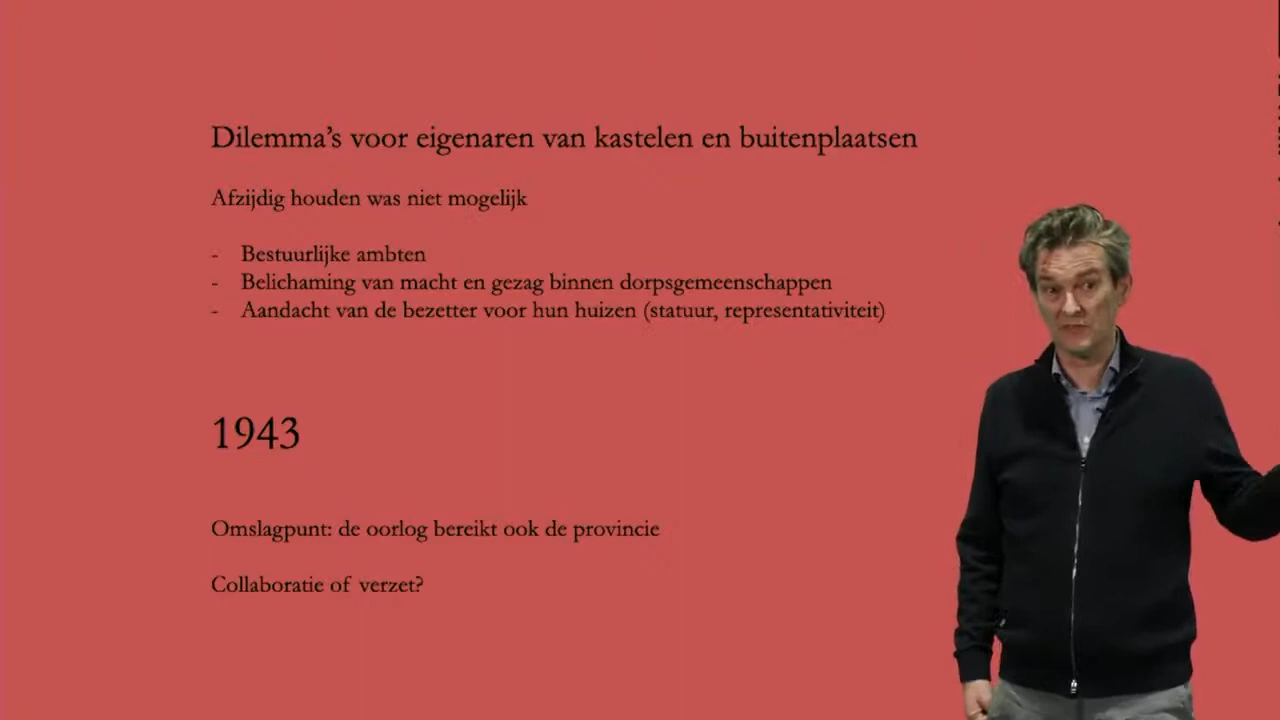 Dilemma's voor eigenaren van kastelen en buitenplaatsen
Afzijdig houden was niet mogelijk
- Bestuurlijke ambten
- Belichaming van macht en gezag binnen dorpsgemeenschappen
- Aandacht van de bezetter voor hun huizen (statuur, representativiteit)
1943
Omslagpunt: de oorlog bereikt ook de provincie
Collaboratie of verzet?